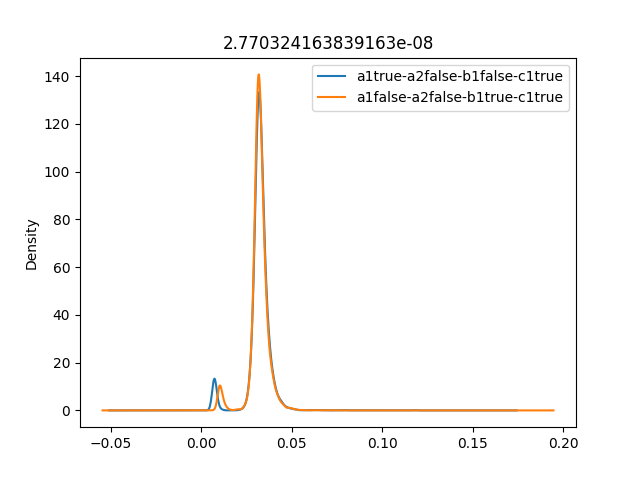 2.770324163839163e-08
a1true-a2false-b1false-c1true
a1false-a2false-b1true-c1true
Density
140
120
100
80
60
40
20
0
−0.05 0.00 0.05 0.10 0.15 0.20